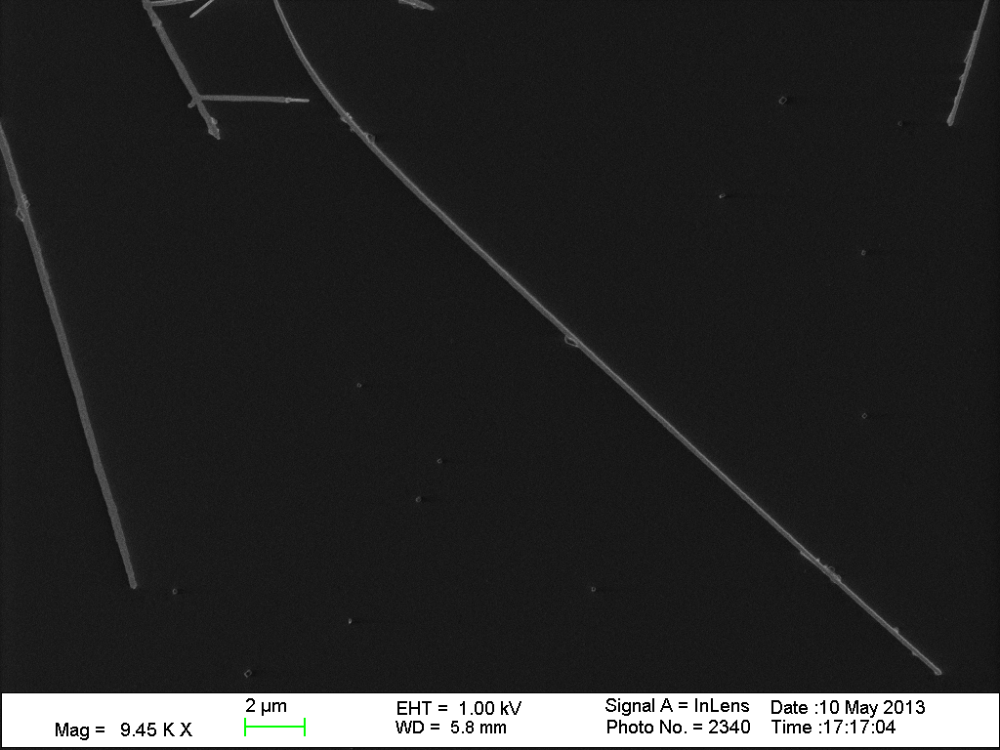 2 µm
Mag = 9.45 K X
EHT = 1.00 kV
WD = 5.8 mm
Signal A = InLens
Photo No. = 2340
Date :10 May 2013
Time :17:17:04